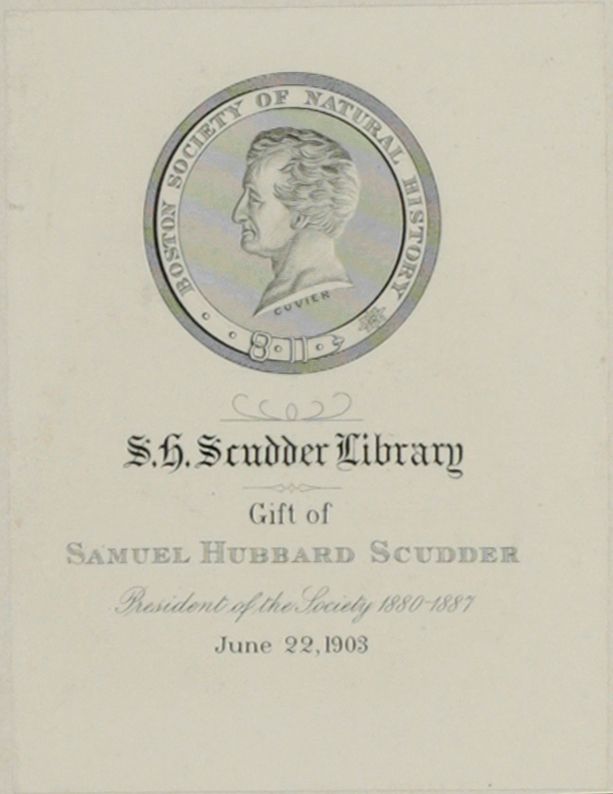 BOSTON SOCIETY OF NATURAL HISTORY
CUVIER
S.H. Scudder Library
Gift of
SAMUEL HUBBARD SCUDDER
President of the Society 1880-1887
June 22, 1903